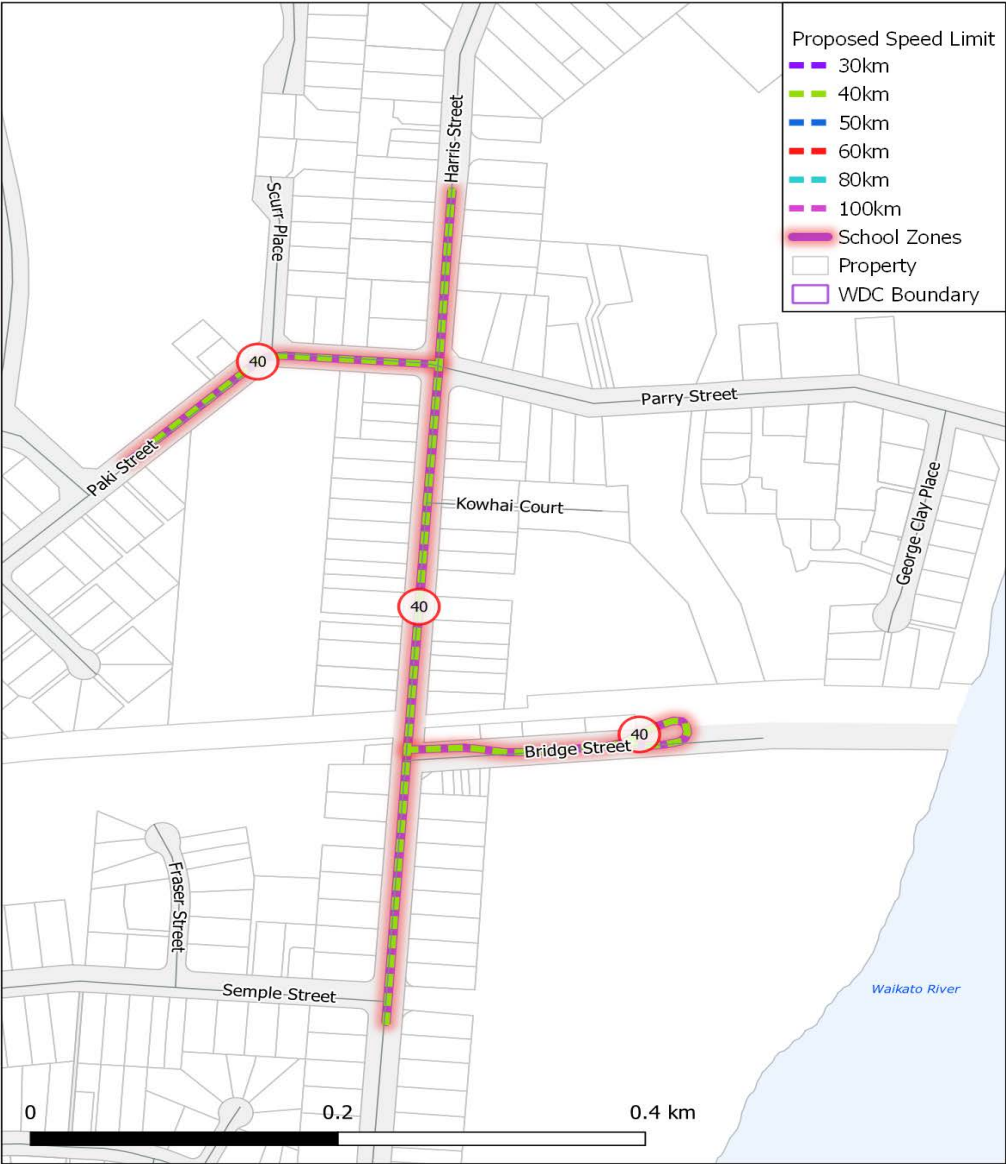 Proposed Speed Limit
30km
40km
50km
60km
80km
100km
School Zones
Property
WDC Boundary
Harris Street
Scurr Place
40
Parry Street
Paki Street
Kowhai Court
George Clay Place
40
40
Bridge Street
Fraser Street
Semple Street
Waikato River
0
0.2
0.4 km